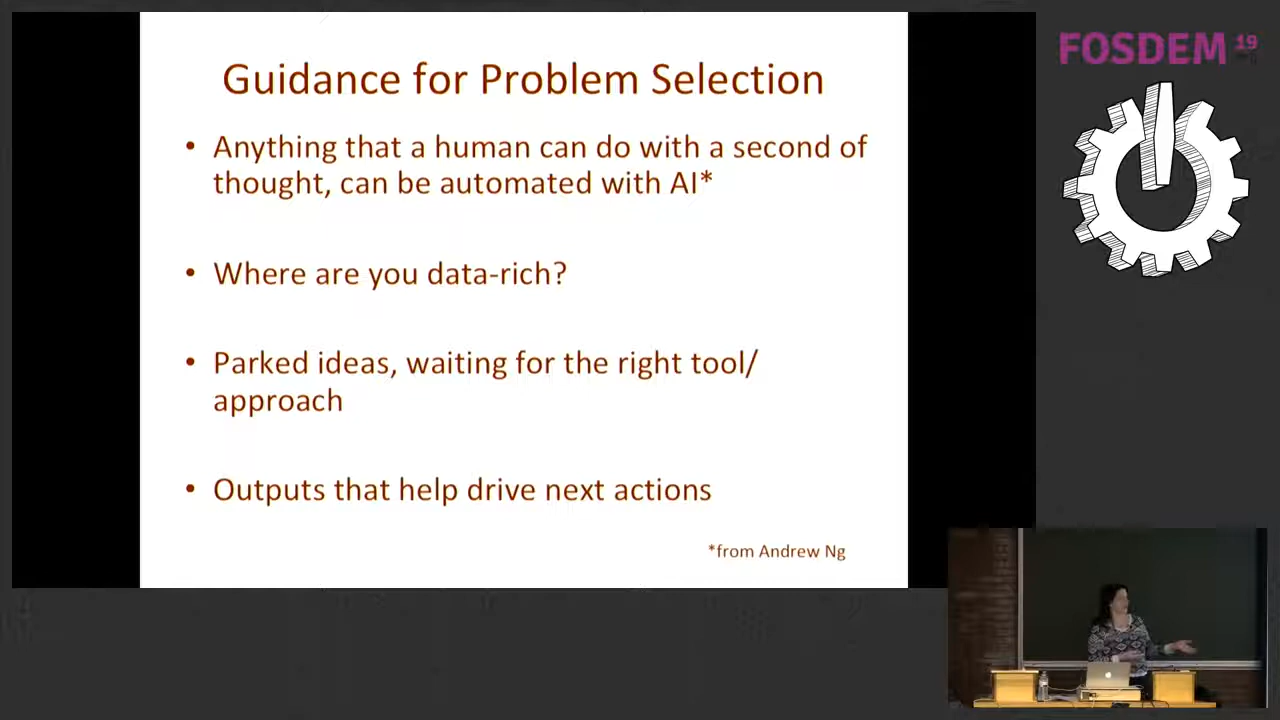 FOSDEM 19
Guidance for Problem Selection
• Anything that a human can do with a second of
thought, can be automated with AI*
• Where are you data-rich?
• Parked ideas, waiting for the right tool/
approach
• Outputs that help drive next actions
*from Andrew Ng